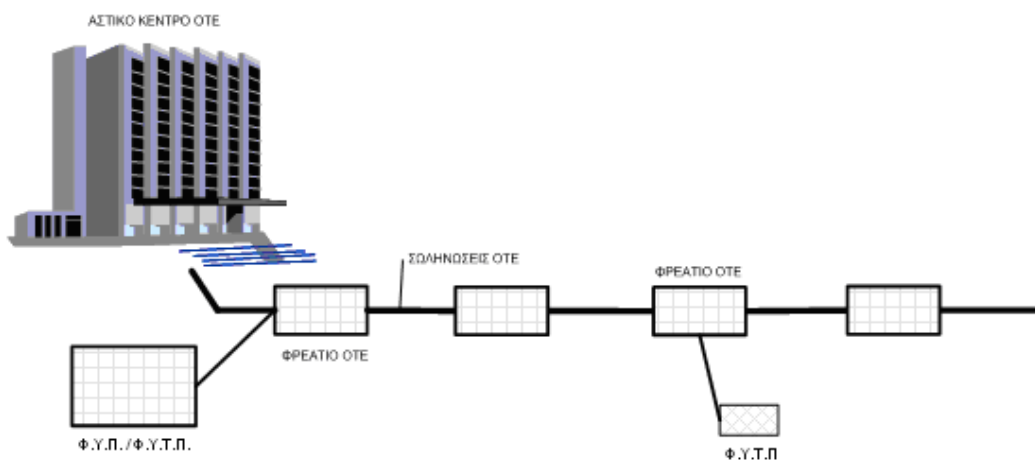 ΑΣΤΙΚΟ ΚΕΝΤΡΟ ΟΤΕ
ΣΩΛΗΝΩΣΕΙΣ ΟΤΕ
ΦΡΕΑΤΙΟ ΟΤΕ
ΦΡΕΑΤΙΟ ΟΤΕ
Φ.Υ.Π. /Φ.Υ.Τ.Π.
Φ.Υ.Τ.Π